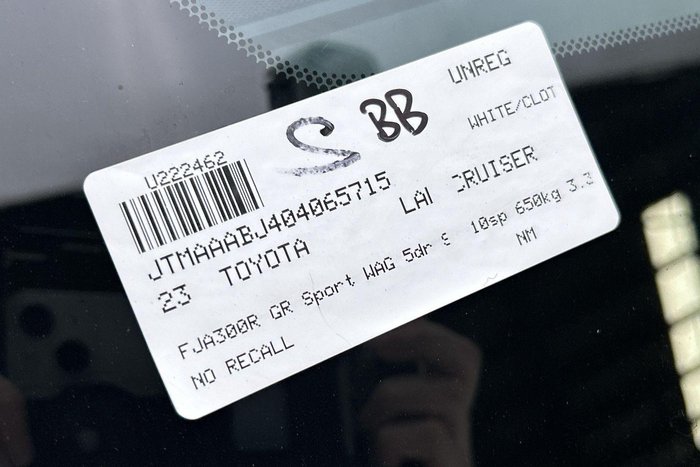 U222462
S BB
UNREG
WHITE/CLOT
JTMAAABJ404065715
23 TOYOTA
LAI CRUISER
FJA300R GR Sport WAG 5dr S 10sp 650kg 3.3
NO RECALL
NM